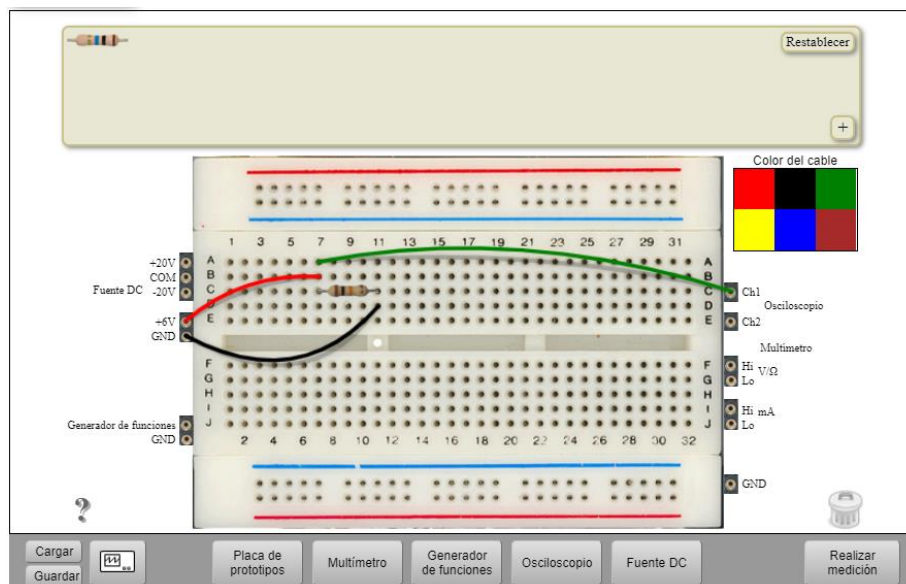 Restablecer
+
Color del cable
1 3 5 7 9 11 13 15 17 19 21 23 25 27 29 31
+20V A A
COM B B
Fuente DC -20V C C Ch1
D D Osciloscopio
+6V E E Ch2
GND Multimetro
F F Hi V/Ω
G G Lo
H H
I I Hi mA
Generador de funciones J J Lo
GND 2 4 6 8 10 12 14 16 18 20 22 24 26 28 30 32
GND
?
Cargar
Guardar
Placa de
prototipos
Multímetro
Generador
de funciones
Osciloscopio
Fuente DC
Realizar
medición